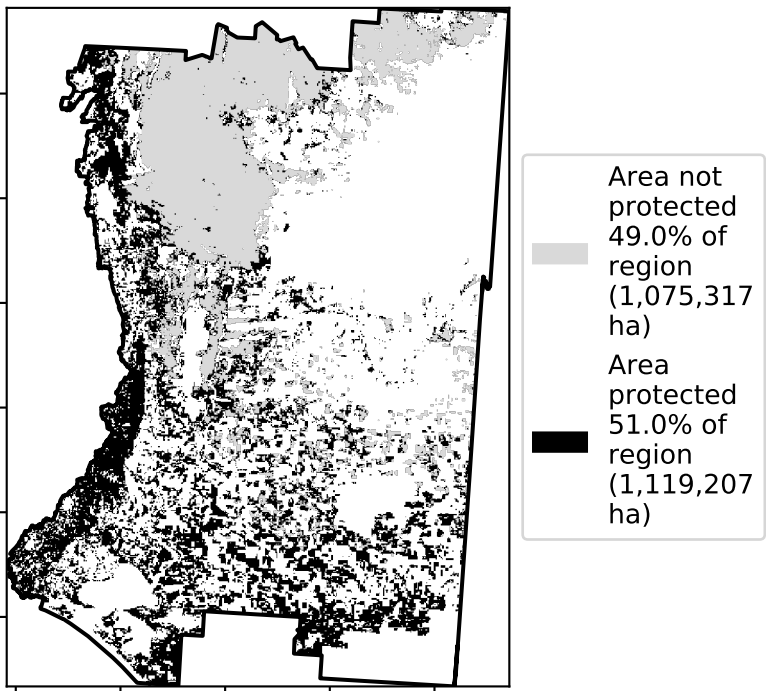 Area not
protected
49.0% of
region
(1,075,317
ha)
Area
protected
51.0% of
region
(1,119,207
ha)